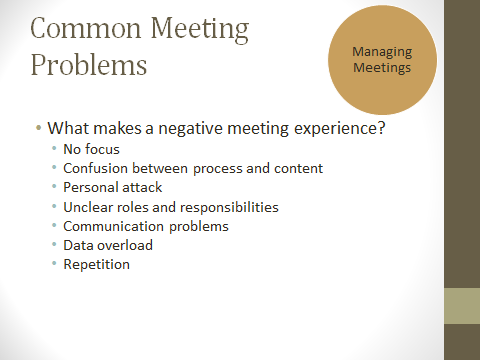 Common Meeting
Problems
Managing
Meetings
• What makes a negative meeting experience?
• No focus
• Confusion between process and content
• Personal attack
• Unclear roles and responsibilities
• Communication problems
• Data overload
• Repetition